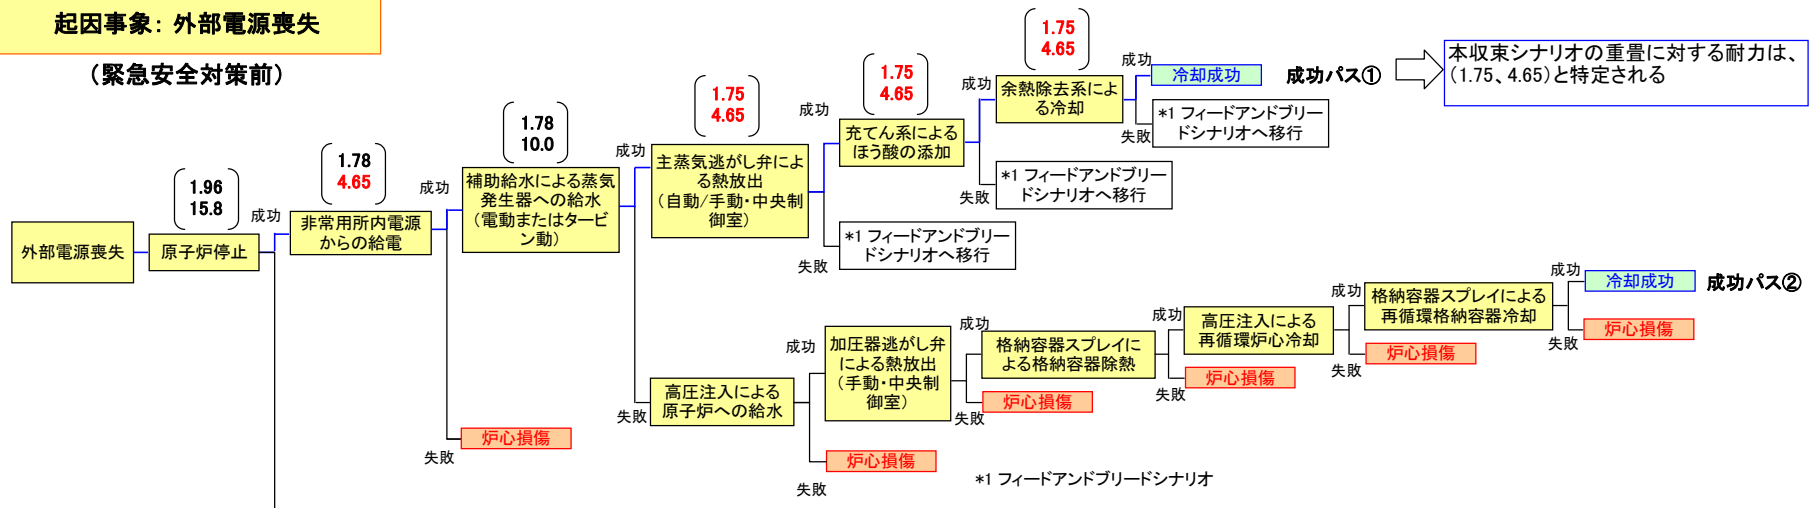 起因事象：外部電源喪失
（緊急安全対策前）
1.96
15.8
1.78
4.65
1.78
10.0
1.75
4.65
1.75
4.65
1.75
4.65
外部電源喪失
原子炉停止
成功
非常用所内電源
からの給電
成功
補助給水による蒸気
発生器への給水
（電動またはタービ
ン動）
成功
主蒸気逃がし弁によ
る熱放出
（自動/手動・中央制
御室）
成功
充てん系による
ほう酸の添加
成功
余熱除去系によ
る冷却
成功
冷却成功
成功パス①
本収束シナリオの重畳に対する耐力は、
（1.75、4.65）と特定される
失敗
*1 フィードアンドブリー
ドシナリオへ移行
失敗
*1 フィードアンドブリー
ドシナリオへ移行
失敗
*1 フィードアンドブリー
ドシナリオへ移行
失敗
炉心損傷
失敗
高圧注入による
原子炉への給水
成功
加圧器逃がし弁
による熱放出
（手動・中央制
御室）
成功
格納容器スプレイに
よる格納容器除熱
成功
高圧注入による
再循環炉心冷却
成功
格納容器スプレイによる
再循環格納容器冷却
成功
冷却成功
成功パス②
失敗
炉心損傷
失敗
炉心損傷
失敗
炉心損傷
失敗
炉心損傷
失敗
炉心損傷
*1 フィードアンドブリードシナリオ